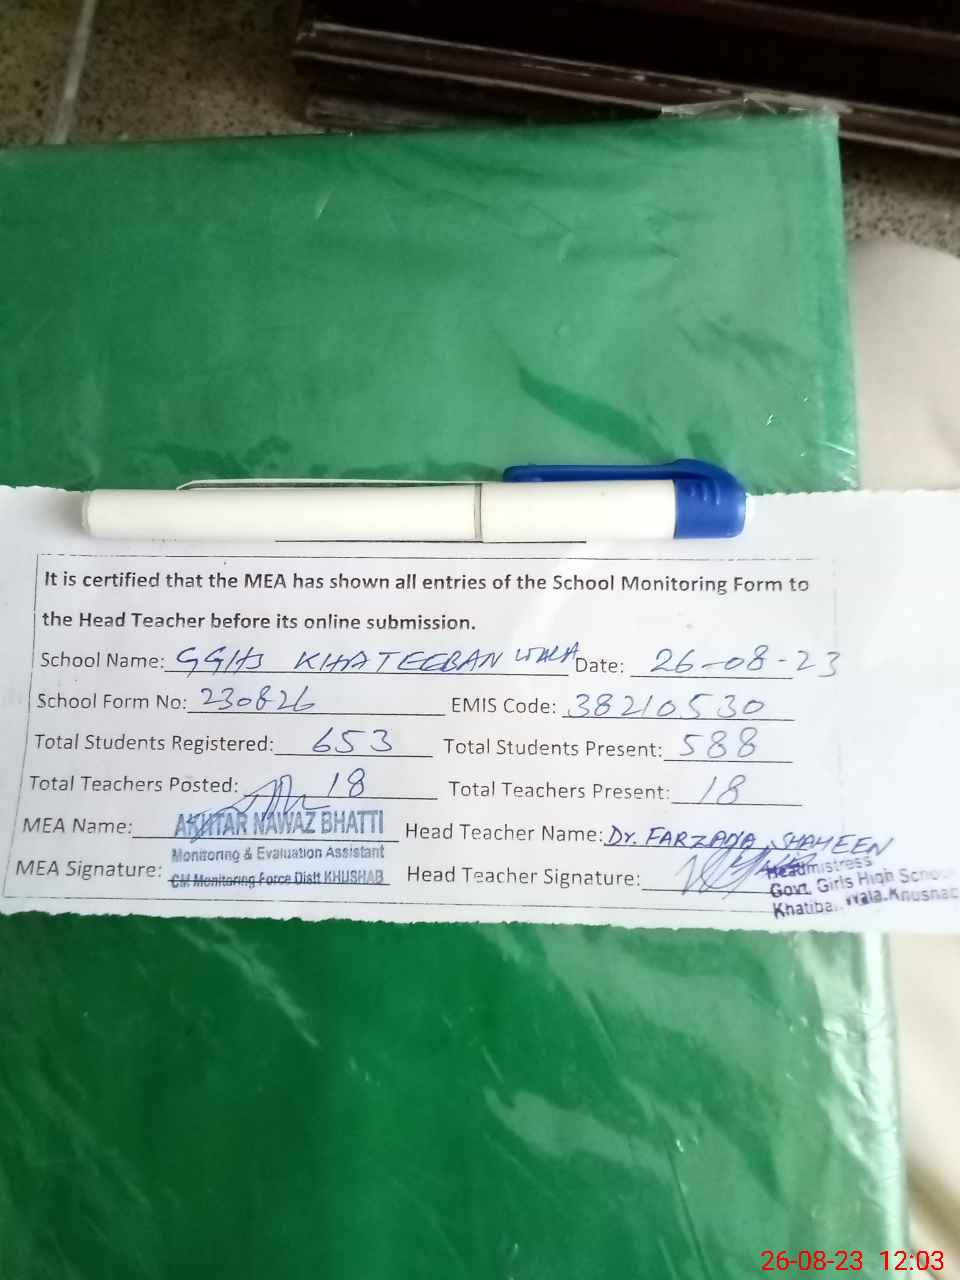 It is certified that the MEA has shown all entries of the School Monitoring Form to
the Head Teacher before its online submission.
School Name: GGHS KHATEEBAN WALA Date: 26-08-23
School Form No: 230826 EMIS Code: 38210530
Total Students Registered: 653 Total Students Present: 588
Total Teachers Posted: 18 Total Teachers Present: 18
MEA Name: AKHTAR NAWAZ BHATTI Head Teacher Name: Dr. FARZANA SHAHEEN
Monitoring & Evaluation Assistant
MEA Signature: CM Monitoring Force Distt KHUSHAB Head Teacher Signature:
Headmistress
Govt. Girls High School
Wala. Khushab
26-08-23 12:03